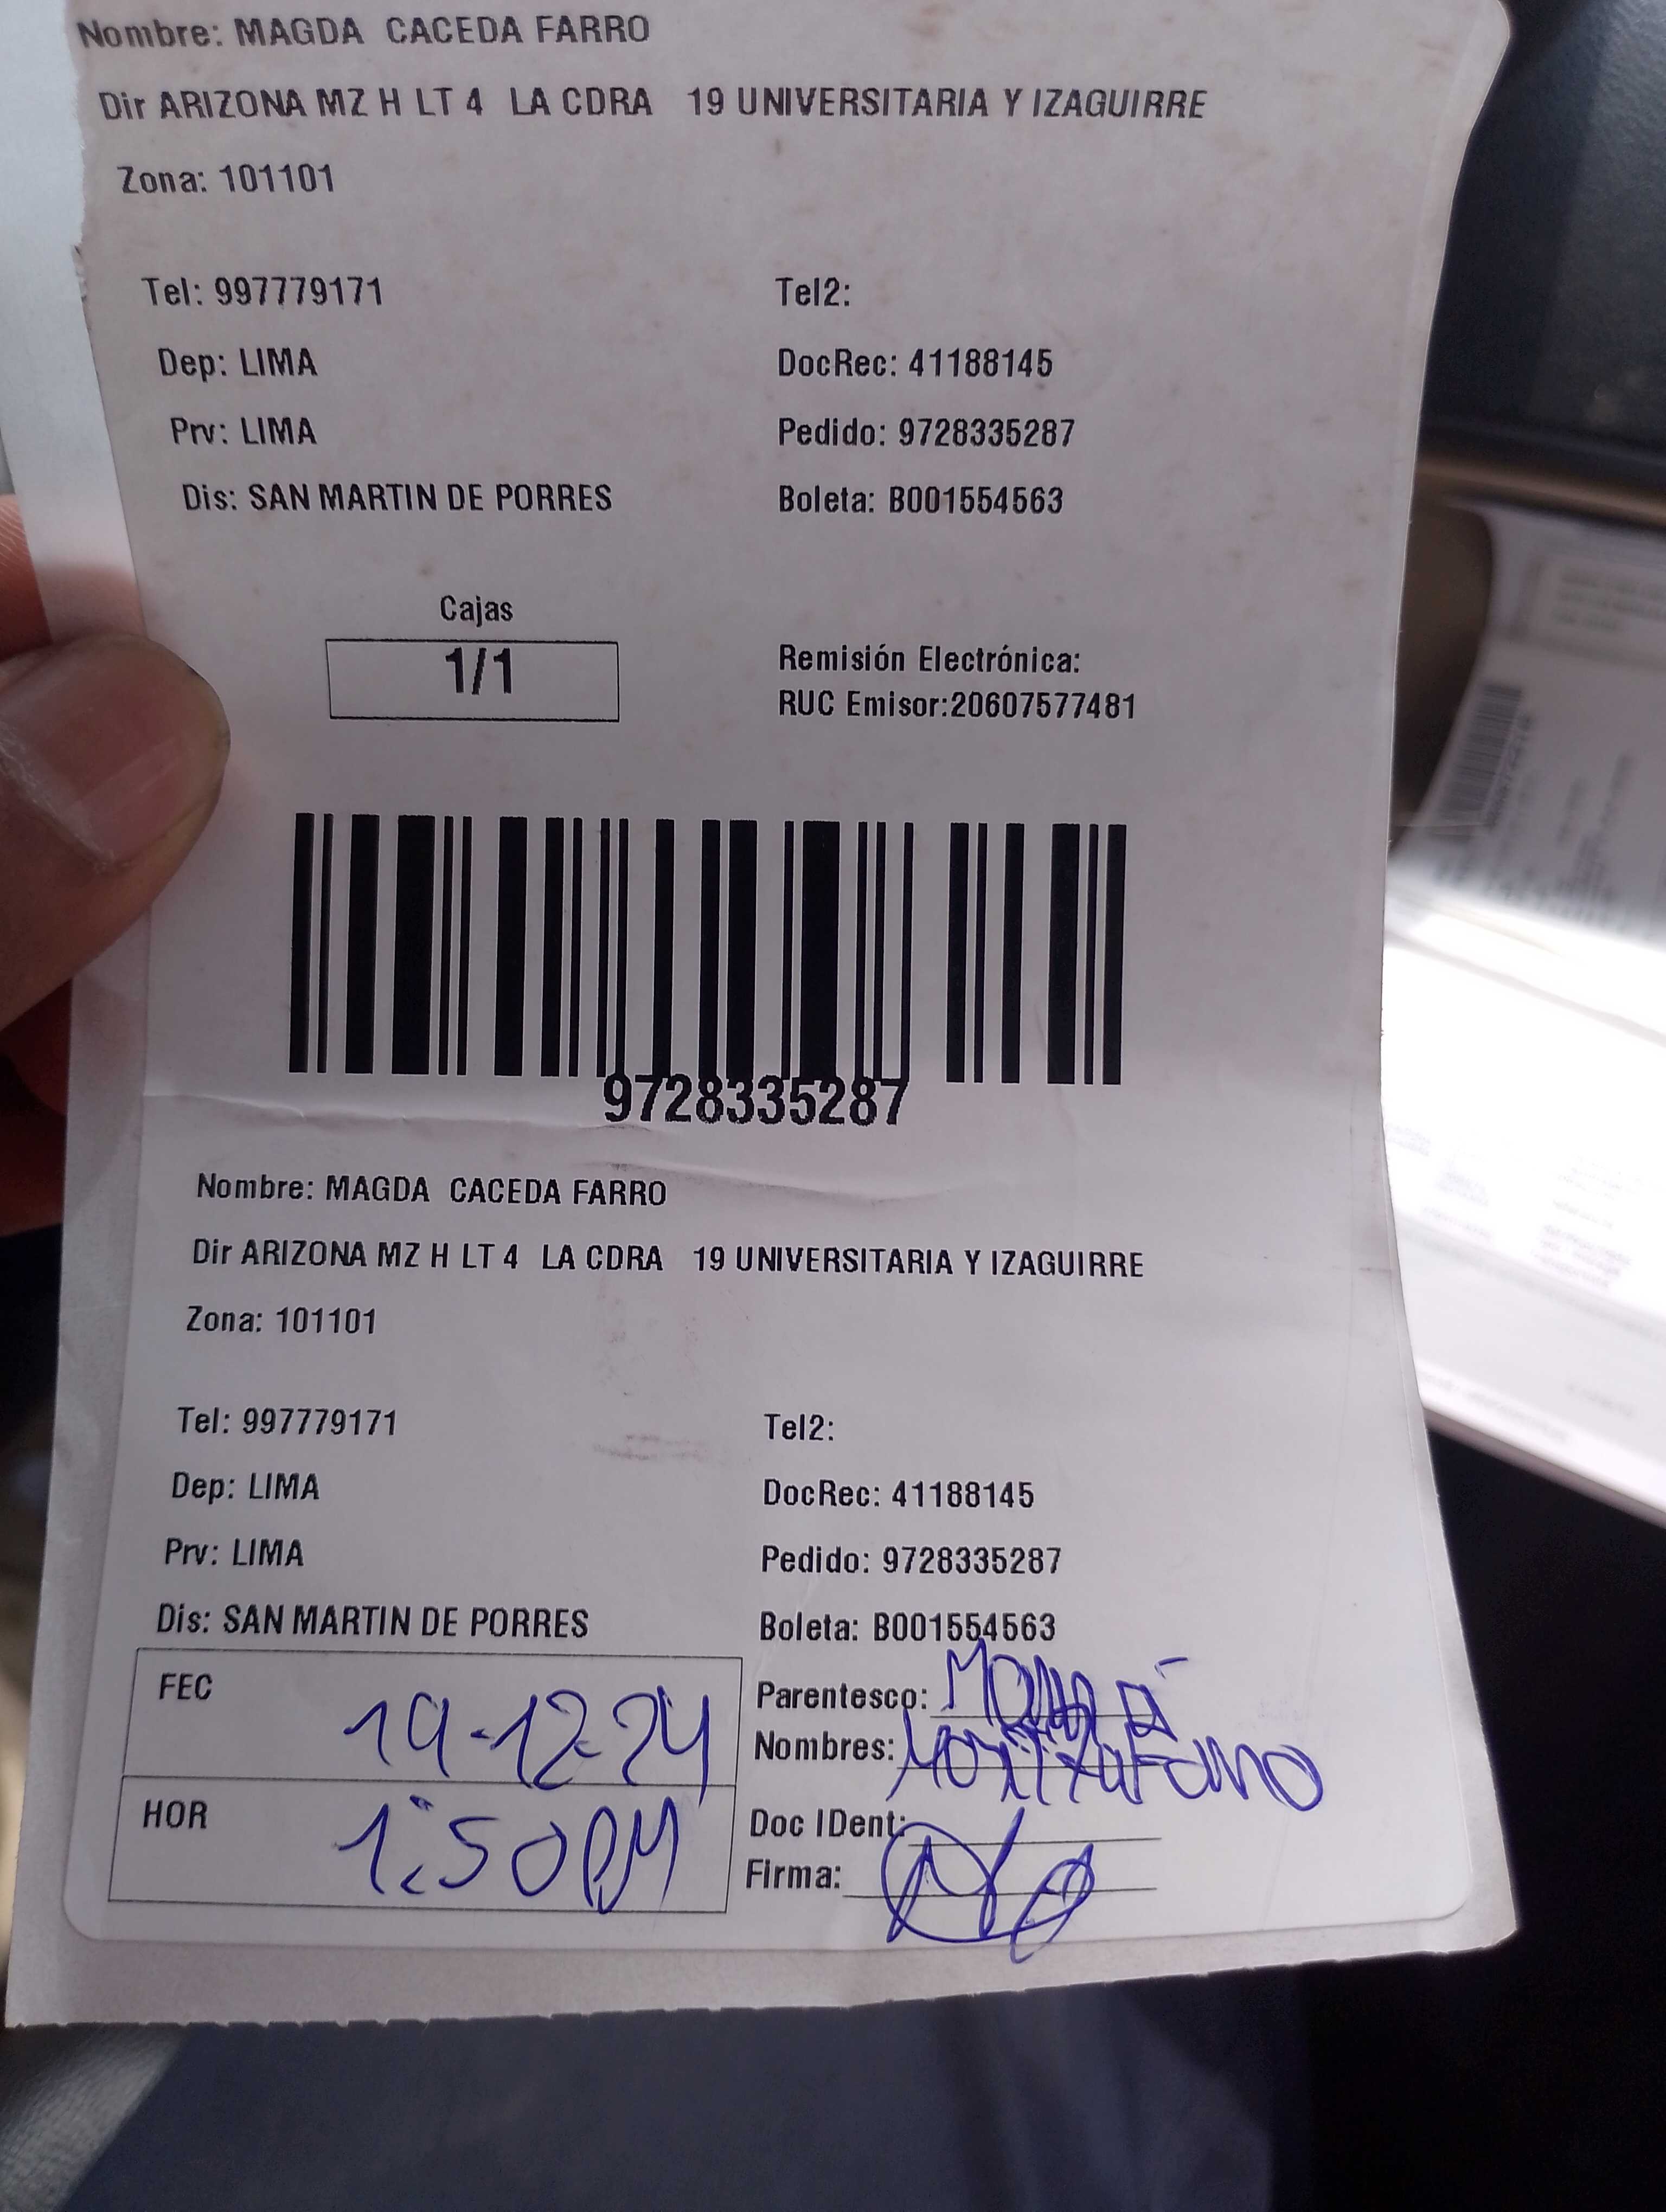 Nombre: MAGDA CACEDA FARRO
Dir ARIZONA MZ H LT 4 LA CDRA 19 UNIVERSITARIA Y IZAGUIRRE
Zona: 101101
Tel: 997779171 Tel2:
Dep: LIMA DocRec: 41188145
Prv: LIMA Pedido: 9728335287
Dis: SAN MARTIN DE PORRES Boleta: B001554563
Cajas
1/1
Remisión Electrónica:
RUC Emisor:20607577481
9728335287
Nombre: MAGDA CACEDA FARRO
Dir ARIZONA MZ H LT 4 LA CDRA 19 UNIVERSITARIA Y IZAGUIRRE
Zona: 101101
Tel: 997779171 Tel2:
Dep: LIMA DocRec: 41188145
Prv: LIMA Pedido: 9728335287
Dis: SAN MARTIN DE PORRES Boleta: B001554563
FEC 19-12-24
Parentesco:
Nombres:
HOR 1:50PM
Doc IDent:
Firma: